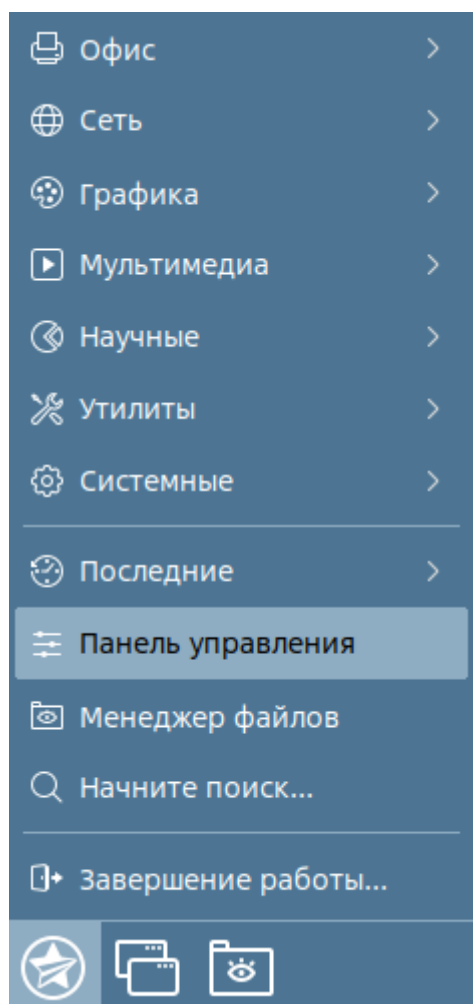 Офис
Сеть
Графика
Мультимедиа
Научные
Утилиты
Системные
Последние
Панель управления
Менеджер файлов
Начните поиск...
Завершение работы...